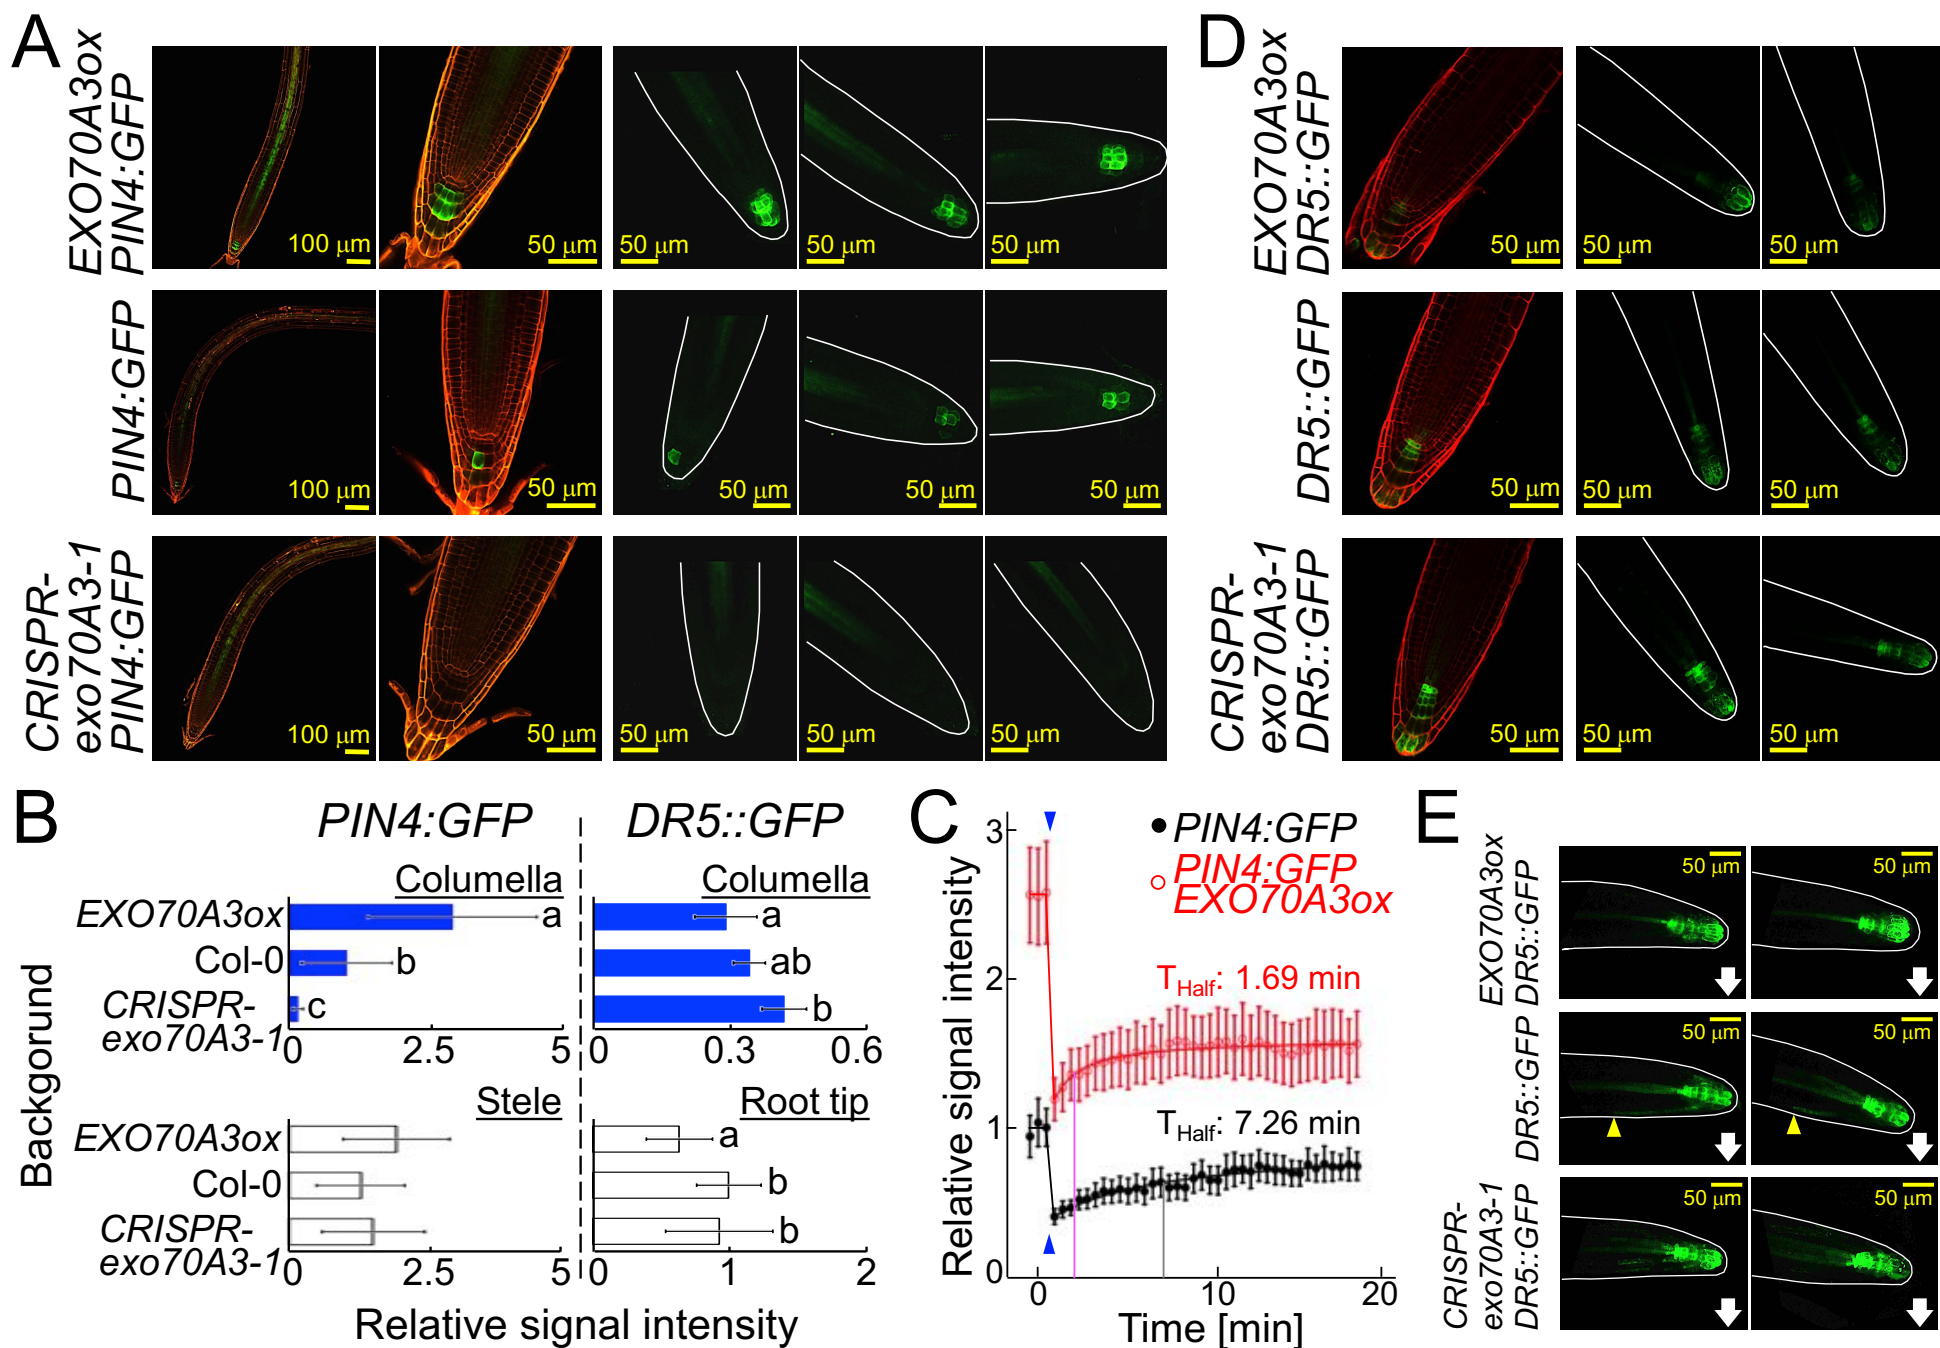 A
EXO70A3ox
PIN4:GFP
100 µm
50 µm
50 µm
50 µm
50 µm
PIN4:GFP
100 µm
50 µm
50 µm
50 µm
50 µm
CRISPR-
exo70A3-1
PIN4:GFP
100 µm
50 µm
50 µm
50 µm
50 µm
D
EXO70A3ox
DR5::GFP
50 µm
50 µm
50 µm
DR5::GFP
50 µm
50 µm
50 µm
CRISPR-
exo70A3-1
DR5::GFP
50 µm
50 µm
50 µm
B
PIN4:GFP
DR5::GFP
Backgorund
Columella
EXO70A3ox
a
Col-0
b
CRISPR-
exo70A3-1
c
0 2.5 5
Columella
a
ab
b
0 0.3 0.6
Stele
EXO70A3ox
Col-0
CRISPR-
exo70A3-1
0 2.5 5
Root tip
a
b
b
0 1 2
Relative signal intensity
C
Relative signal intensity
3
2
1
0
PIN4:GFP
PIN4:GFP
EXO70A3ox
THalf: 1.69 min
THalf: 7.26 min
0 10 20
Time [min]
E
EXO70A3ox
DR5::GFP
50 µm
50 µm
DR5::GFP
50 µm
50 µm
CRISPR-
exo70A3-1
DR5::GFP
50 µm
50 µm